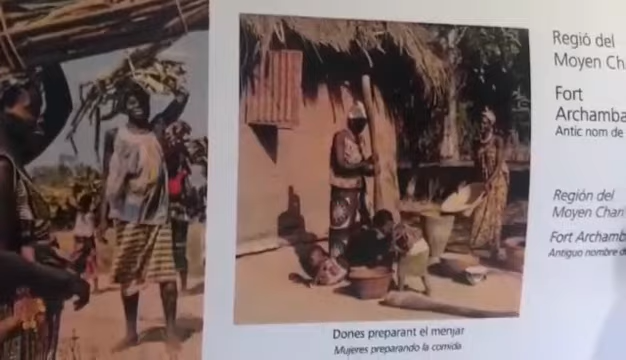 Dones preparant el menjar
Mujeres preparando la comida
Regió del
Moyen Ch
Fort
Archamba
Antic nom de
Región del
Moyen Chari
Fort Archamb
Antiguo nombre d